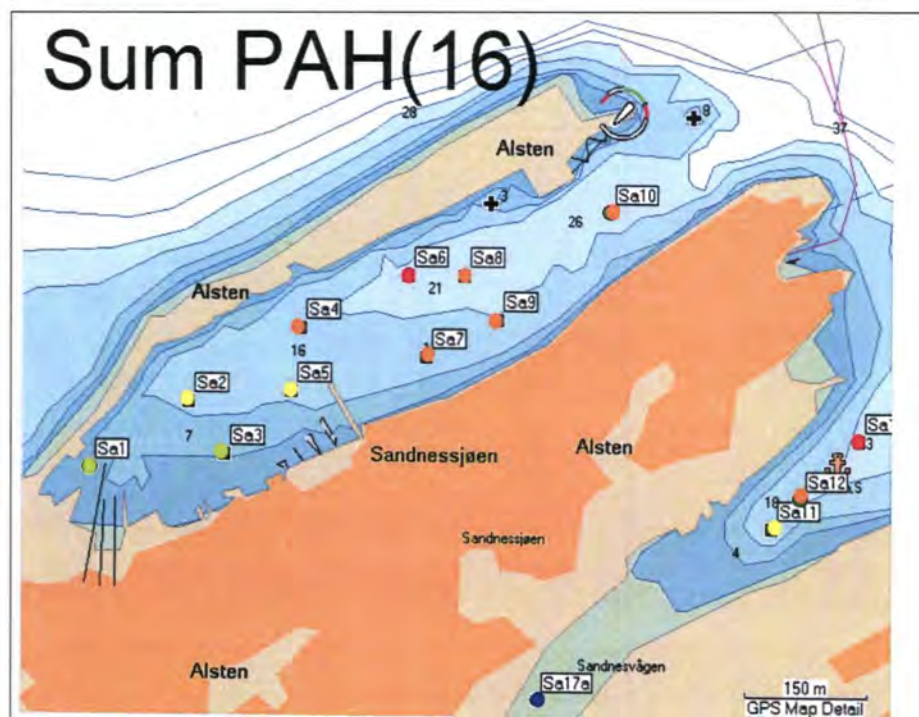 Sum PAH(16)
28
8
37
Alsten
3
Sa10
26
Sa6
Sa8
21
Alsten
Sa4
Sa9
16
Sa7
Sa5
Sa2
7
Sa3
Sa1
Sandnessjøen
Alsten
Sa
3
Sa12
15
18
Sa11
Sandnessjøen
4
Alsten
Sandnesvågen
Sa17a
150 m
GPS Map Detail